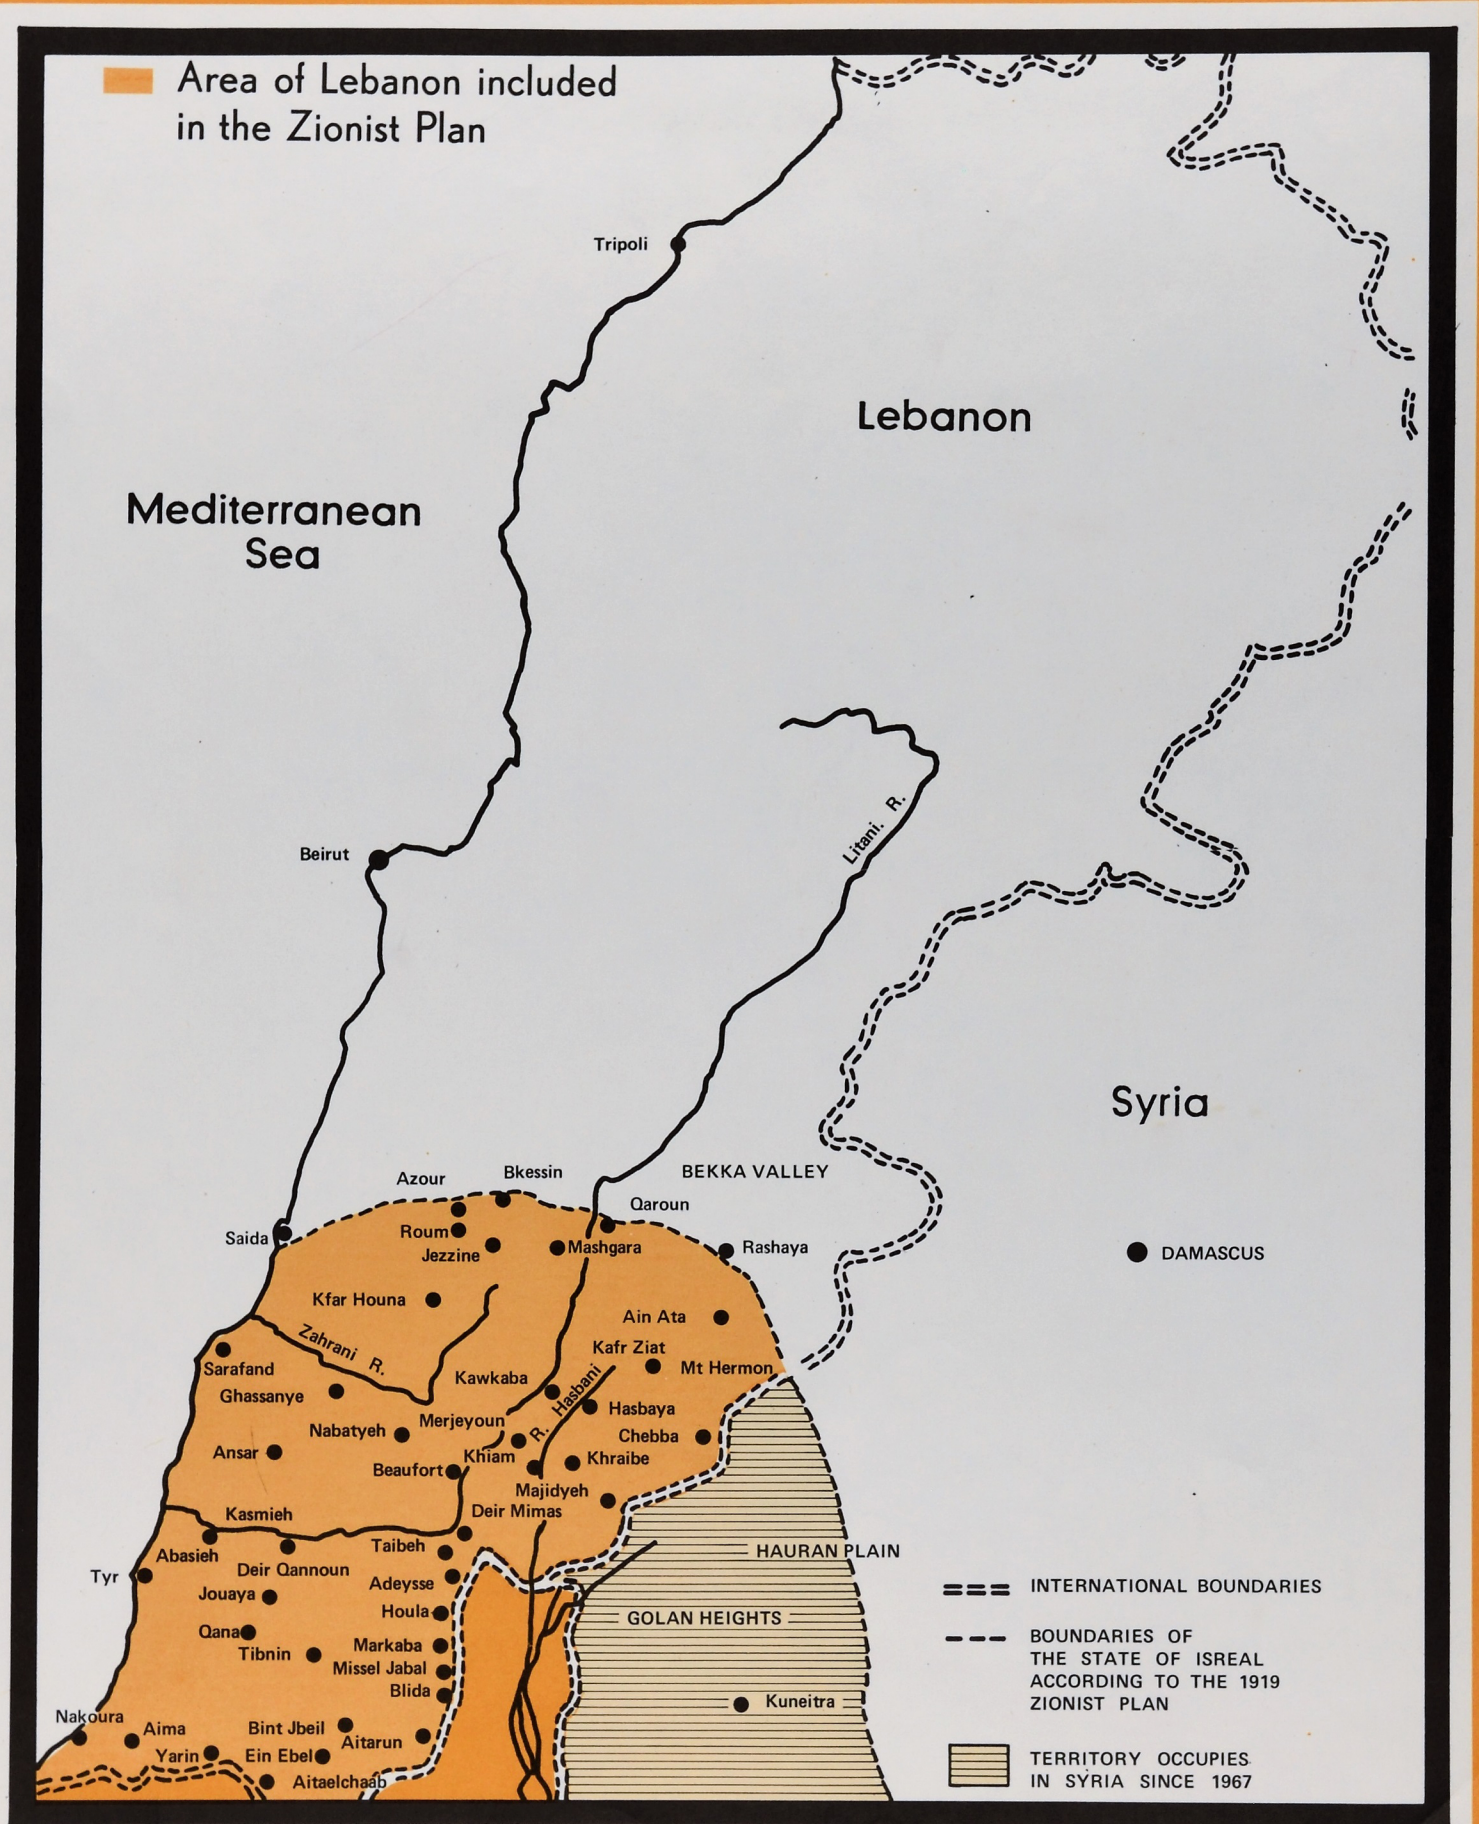 Area of Lebanon included
in the Zionist Plan
Tripoli
Lebanon
Mediterranean
Sea
Litani. R.
Beirut
Syria
BEKKA VALLEY
Azour
Bkessin
Qaroun
Saida
Roum
Jezzine
Mashgara
Rashaya
DAMASCUS
Kfar Houna
Ain Ata
Zahrani R.
Kafr Ziat
Sarafand
Mt Hermon
Kawkaba
R. Hasbani
Ghassanye
Merjeyoun
Hasbaya
Nabatyeh
Chebba
Ansar
Khiam
Khraibe
Beaufort
Majidyeh
Deir Mimas
Kasmieh
Taibeh
HAURAN PLAIN
Abasieh
Deir Qannoun
Tyr
Adeysse
Jouaya
Houla
GOLAN HEIGHTS
Qana
Markaba
Tibnin
Missel Jabal
Blida
Kuneitra
Nakoura
Aima
Bint Jbeil
Aitarun
Yarin
Ein Ebel
Aitaelchaab
INTERNATIONAL BOUNDARIES
BOUNDARIES OF
THE STATE OF ISREAL
ACCORDING TO THE 1919
ZIONIST PLAN
TERRITORY OCCUPIES
IN SYRIA SINCE 1967